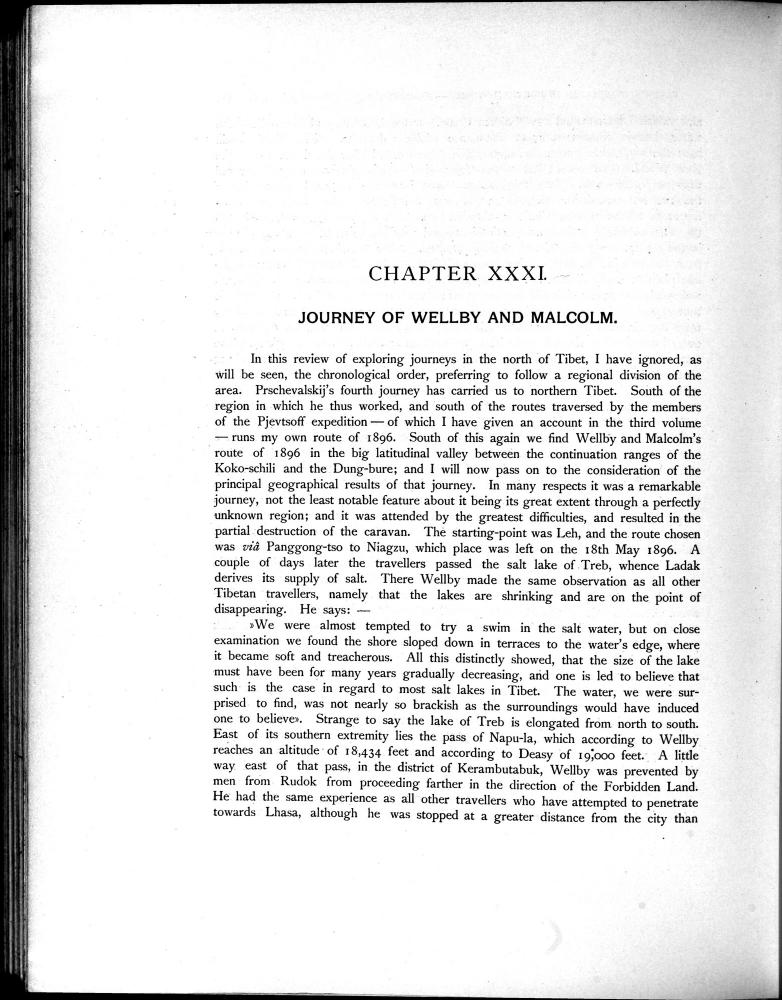 CHAPTER XXXI.
JOURNEY OF WELLBY AND MALCOLM.
In this review of exploring journeys in the north of Tibet, I have ignored, as
will be seen, the chronological order, preferring to follow a regional division of the
area. Prschevalskij's fourth journey has carried us to northern Tibet. South of the
region in which he thus worked, and south of the routes traversed by the members
of the Pjevtsoff expedition — of which I have given an account in the third volume
— runs my own route of 1896. South of this again we find Wellby and Malcolm's
route of 1896 in the big latitudinal valley between the continuation ranges of the
Koko-schili and the Dung-bure; and I will now pass on to the consideration of the
principal geographical results of that journey. In many respects it was a remarkable
journey, not the least notable feature about it being its great extent through a perfectly
unknown region; and it was attended by the greatest difficulties, and resulted in the
partial destruction of the caravan. The starting-point was Leh, and the route chosen
was viâ Panggong-tso to Niagzu, which place was left on the 18th May 1896. A
couple of days later the travellers passed the salt lake of Treb, whence Ladak
derives its supply of salt. There Wellby made the same observation as all other
Tibetan travellers, namely that the lakes are shrinking and are on the point of
disappearing. He says: —
»We were almost tempted to try a swim in the salt water, but on close
examination we found the shore sloped down in terraces to the water's edge, where
it became soft and treacherous. All this distinctly showed, that the size of the lake
must have been for many years gradually decreasing, and one is led to believe that
such is the case in regard to most salt lakes in Tibet. The water, we were sur-
prised to find, was not nearly so brackish as the surroundings would have induced
one to believe». Strange to say the lake of Treb is elongated from north to south.
East of its southern extremity lies the pass of Napu-la, which according to Wellby
reaches an altitude of 18,434 feet and according to Deasy of 19,000 feet. A little
way east of that pass, in the district of Kerambutabuk, Wellby was prevented by
men from Rudok from proceeding farther in the direction of the Forbidden Land.
He had the same experience as all other travellers who have attempted to penetrate
towards Lhasa, although he was stopped at a greater distance from the city than